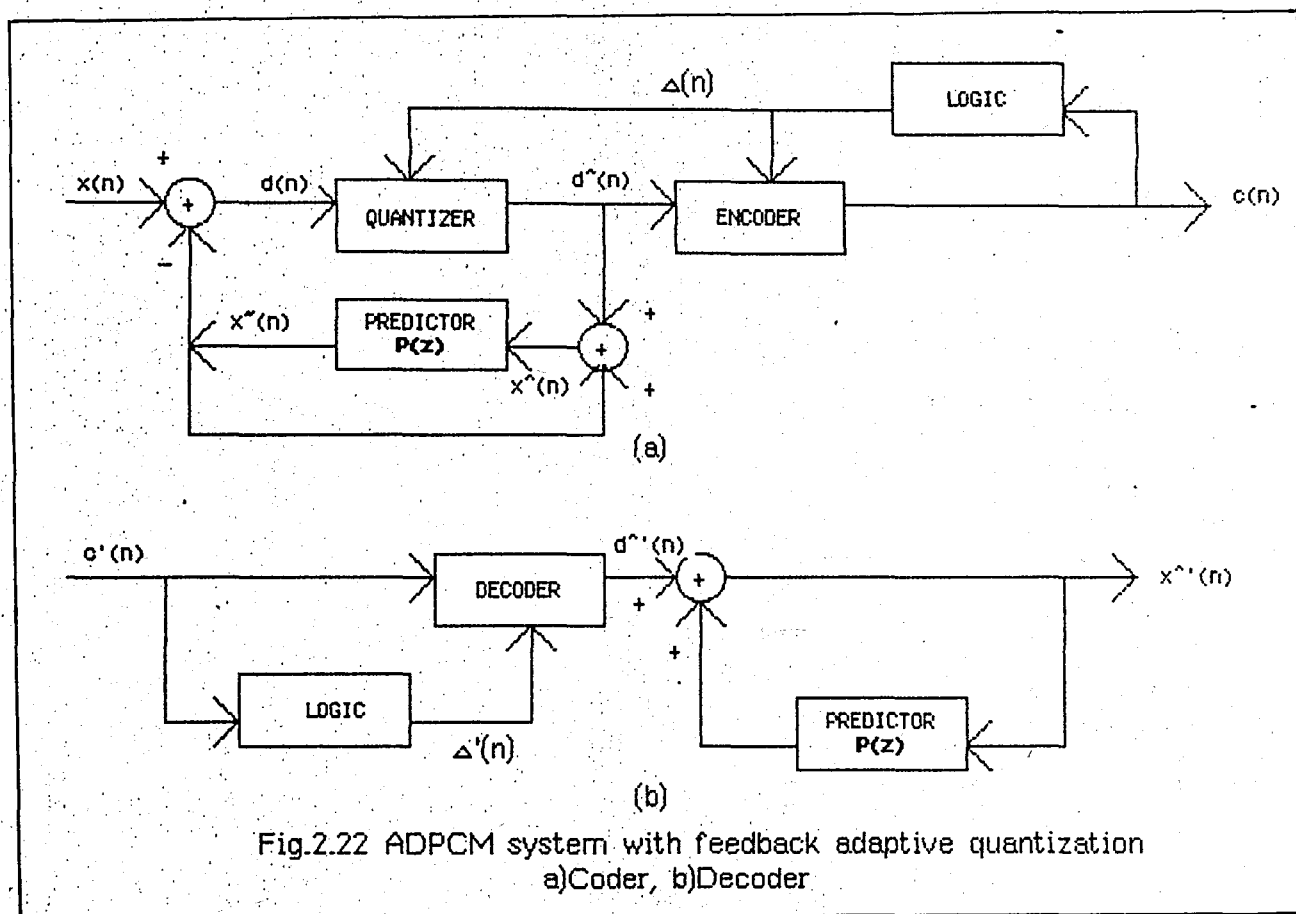 Δ(n)
LOGIC
+
x(n)
+
d(n)
QUANTIZER
d^(n)
ENCODER
c(n)
−
x~(n)
PREDICTOR
P(z)
x^(n)
+
+
+
(a)
c'(n)
DECODER
d^'(n)
+
+
x^'(n)
+
LOGIC
Δ'(n)
PREDICTOR
P(z)
(b)
Fig.2.22 ADPCM system with feedback adaptive quantization
a)Coder, b)Decoder